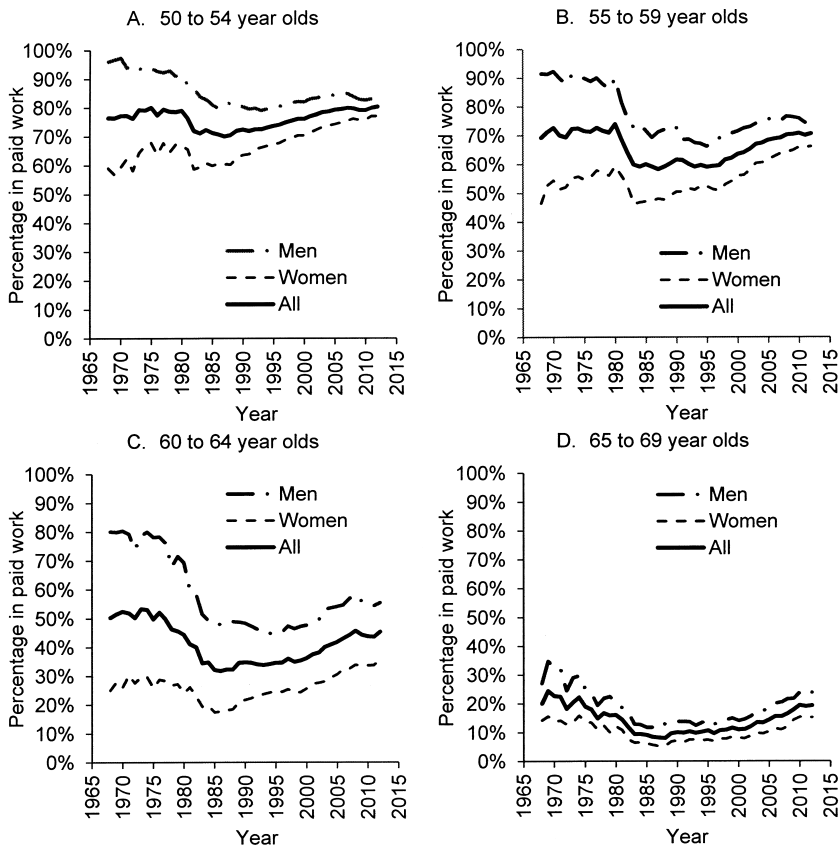 A. 50 to 54 year olds
Percentage in paid work
100%
90%
80%
70%
60%
50%
40%
30%
20%
10%
0%
Men
Women
All
1965 1970 1975 1980 1985 1990 1995 2000 2005 2010 2015
Year
B. 55 to 59 year olds
Percentage in paid work
100%
90%
80%
70%
60%
50%
40%
30%
20%
10%
0%
Men
Women
All
1965 1970 1975 1980 1985 1990 1995 2000 2005 2010 2015
Year
C. 60 to 64 year olds
Percentage in paid work
100%
90%
80%
70%
60%
50%
40%
30%
20%
10%
0%
Men
Women
All
1965 1970 1975 1980 1985 1990 1995 2000 2005 2010 2015
Year
D. 65 to 69 year olds
Percentage in paid work
100%
90%
80%
70%
60%
50%
40%
30%
20%
10%
0%
Men
Women
All
1965 1970 1975 1980 1985 1990 1995 2000 2005 2010 2015
Year